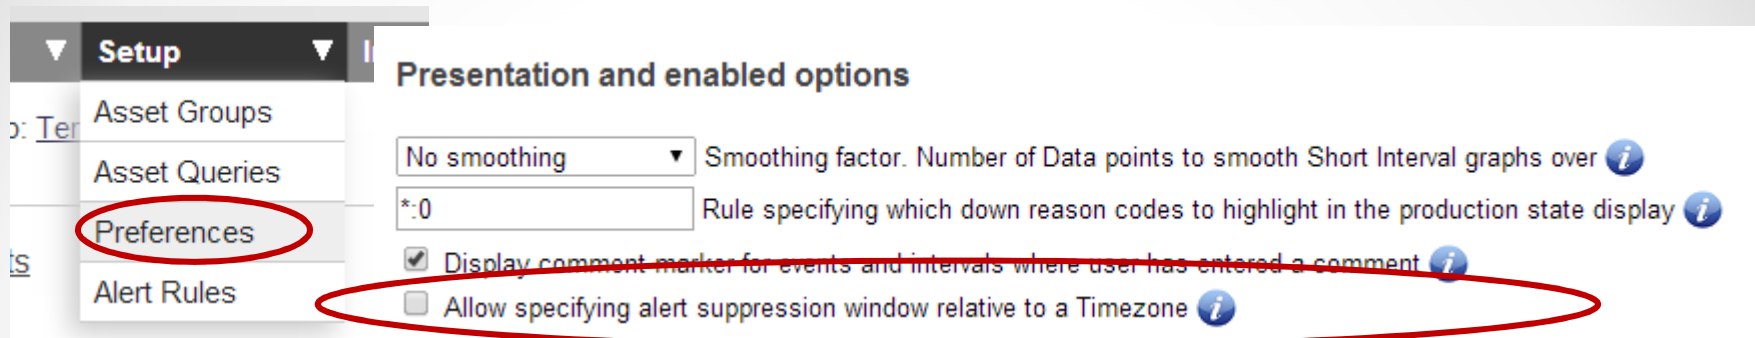 Setup
Asset Groups
Asset Queries
Preferences
Alert Rules
Presentation and enabled options
No smoothing Smoothing factor. Number of Data points to smooth Short Interval graphs over
*:0 Rule specifying which down reason codes to highlight in the production state display
Display comment marker for events and intervals where user has entered a comment
Allow specifying alert suppression window relative to a Timezone